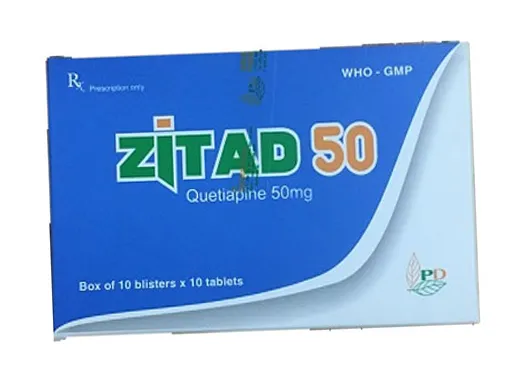 Rx Prescription only
WHO - GMP
ZiTAD 50
Quetiapine 50mg
Box of 10 blisters x 10 tablets
PD